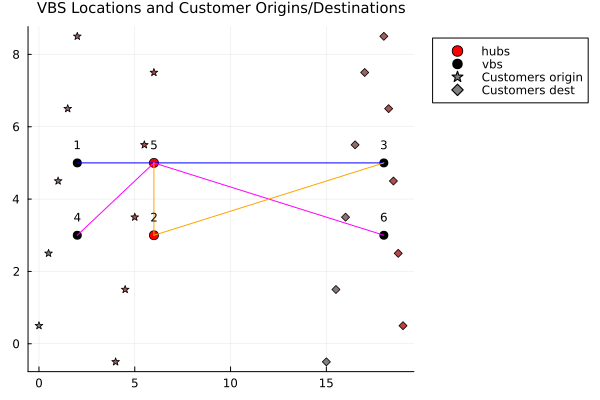 VBS Locations and Customer Origins/Destinations
hubs
vbs
Customers origin
Customers dest
8
6
4
2
0
1 5 3
4 2 6
0 5 10 15